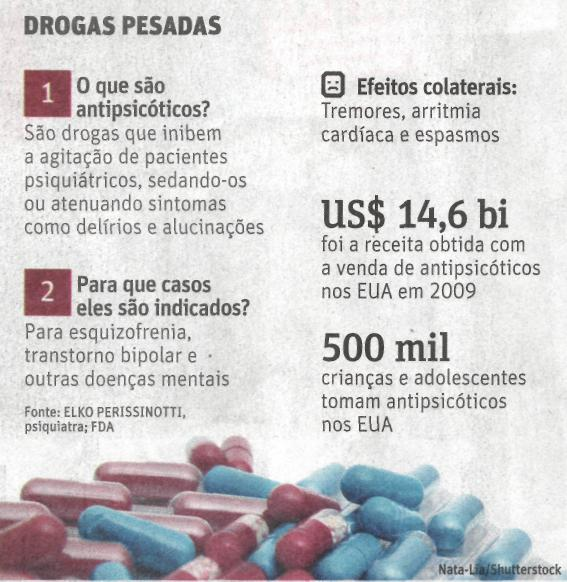 DROGAS PESADAS
1
O que são
antipsicóticos?
São drogas que inibem
a agitação de pacientes
psiquiátricos, sedando-os
ou atenuando sintomas
como delírios e alucinações
2
Para que casos
eles são indicados?
Para esquizofrenia,
transtorno bipolar e
outras doenças mentais
Fonte: ELKO PERISSINOTTI,
psiquiatra; FDA
Efeitos colaterais:
Tremores, arritmia
cardíaca e espasmos
US$ 14,6 bi
foi a receita obtida com
a venda de antipsicóticos
nos EUA em 2009
500 mil
crianças e adolescentes
tomam antipsicóticos
nos EUA
Nata-Lia/Shutterstock